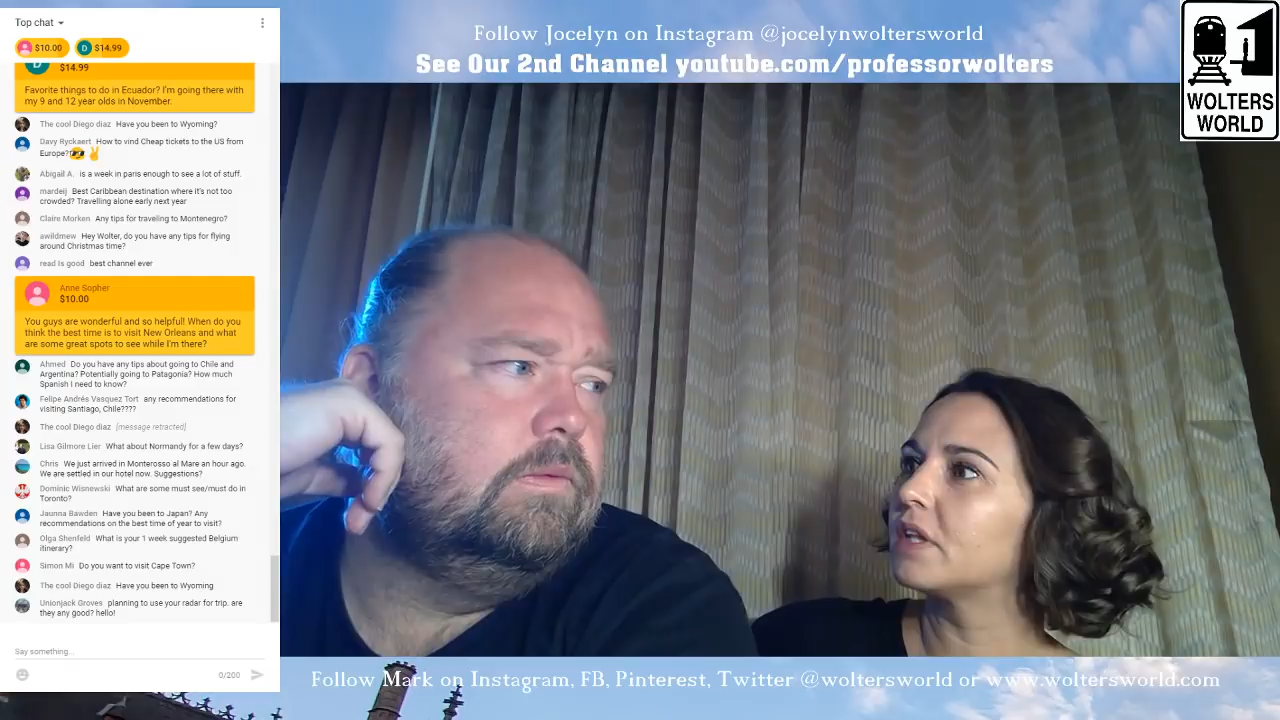 Top chat
$10.00
D $14.99
D
$14.99
Favorite things to do in Ecuador? I'm going there with
my 9 and 12 year olds in November.
The cool Diego diaz Have you been to Wyoming?
Davy Ryckaert How to vind Cheap tickets to the US from
Europe?
Abigail A. is a week in paris enough to see a lot of stuff.
mardeij Best Caribbean destination where it's not too
crowded? Travelling alone early next year
Claire Morken Any tips for traveling to Montenegro?
awildmew Hey Wolter, do you have any tips for flying
around Christmas time?
read Is good best channel ever
Anne Sopher
$10.00
You guys are wonderful and so helpful! When do you
think the best time is to visit New Orleans and what
are some great spots to see while I'm there?
Ahmed Do you have any tips about going to Chile and
Argentina? Potentially going to Patagonia? How much
Spanish I need to know?
Felipe Andrés Vasquez Tort any recommendations for
visiting Santiago, Chile????
The cool Diego diaz [message retracted]
Lisa Gilmore Lier What about Normandy for a few days?
Chris We just arrived in Monterosso al Mare an hour ago.
We are settled in our hotel now. Suggestions?
Dominic Wisnewski What are some must see/must do in
Toronto?
Jaunna Bawden Have you been to Japan? Any
recommendations on the best time of year to visit?
Olga Shenfeld What is your 1 week suggested Belgium
itinerary?
Simon Mi Do you want to visit Cape Town?
The cool Diego diaz Have you been to Wyoming
Unionjack Groves planning to use your radar for trip. are
they any good? hello!
Say something...
0/200
Follow Jocelyn on Instagram @jocelynwoltersworld
See Our 2nd Channel youtube.com/professorwolters
WOLTERS
WORLD
Follow Mark on Instagram, FB, Pinterest, Twitter @woltersworld or www.woltersworld.com